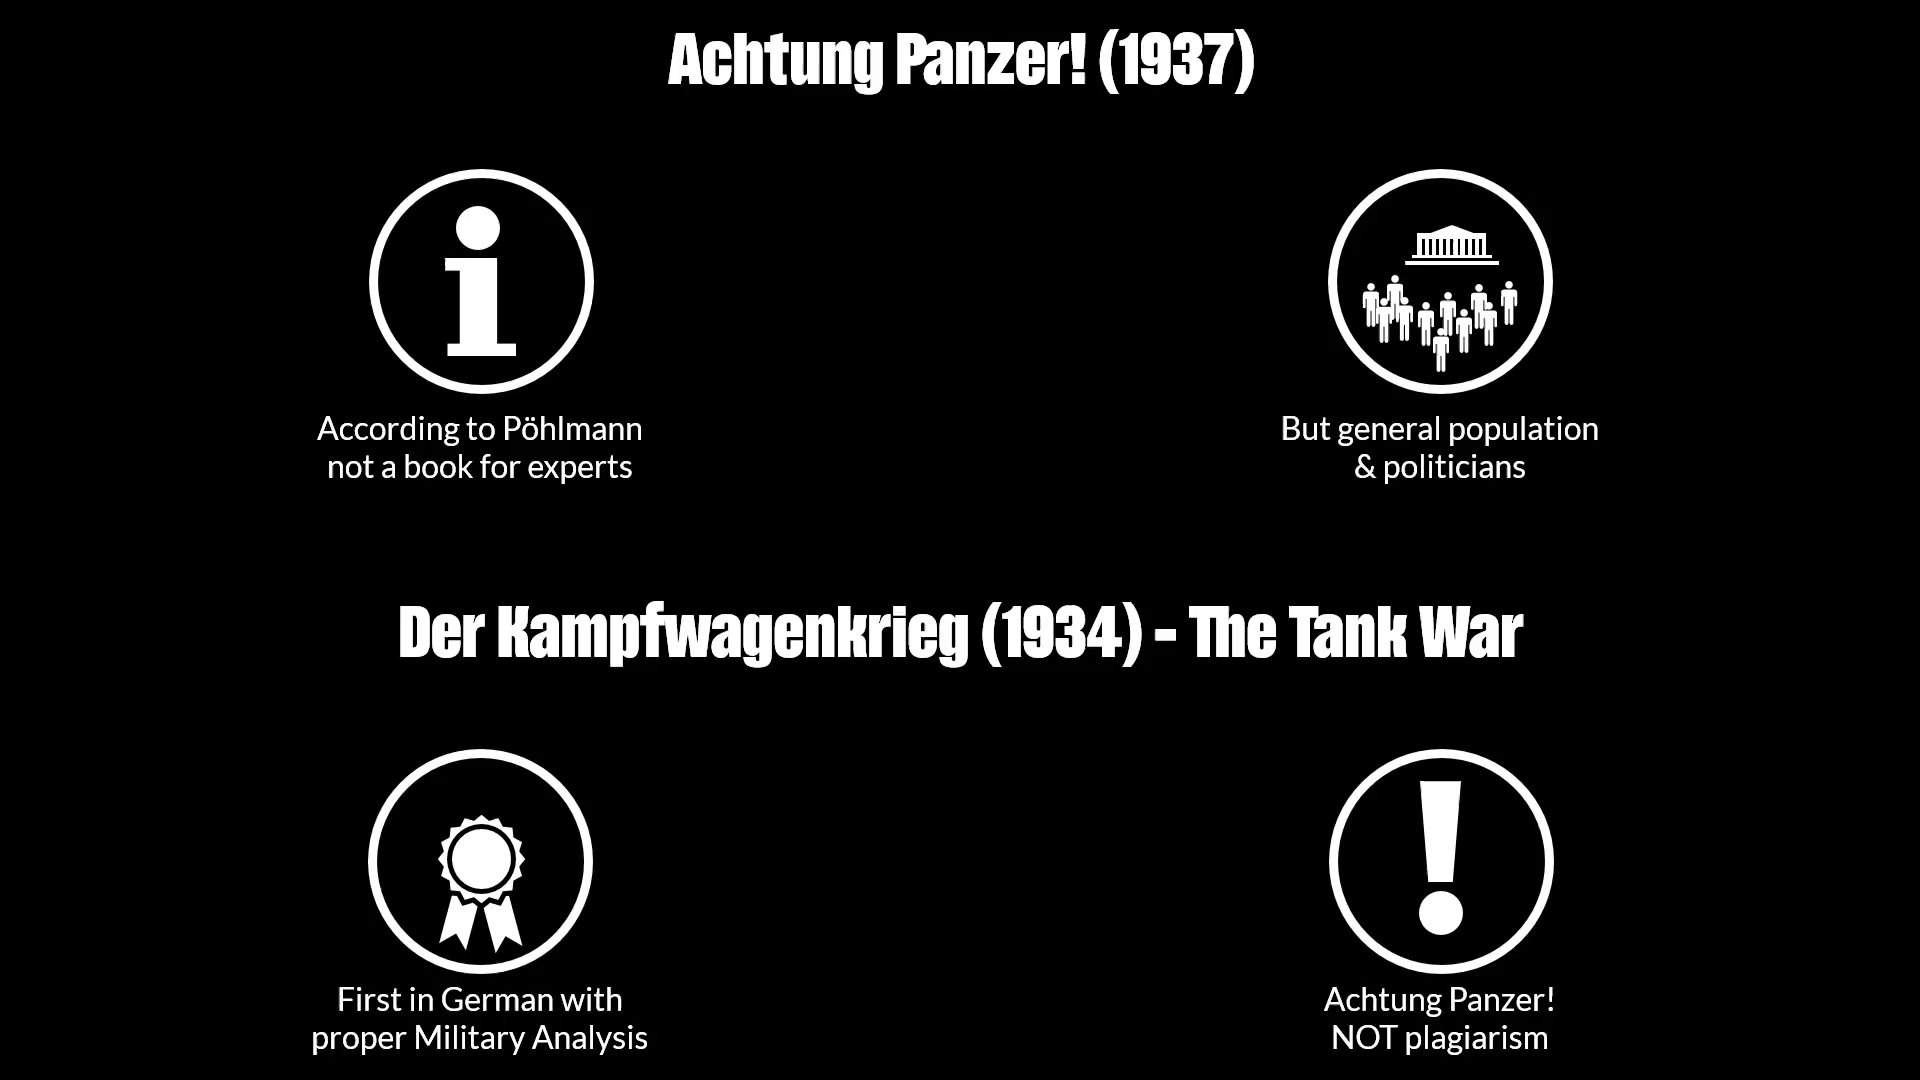 Achtung Panzer! (1937)
According to Pöhlmann
not a book for experts
But general population
& politicians
Der Kampfwagenkrieg (1934) - The Tank War
First in German with
proper Military Analysis
Achtung Panzer!
NOT plagiarism